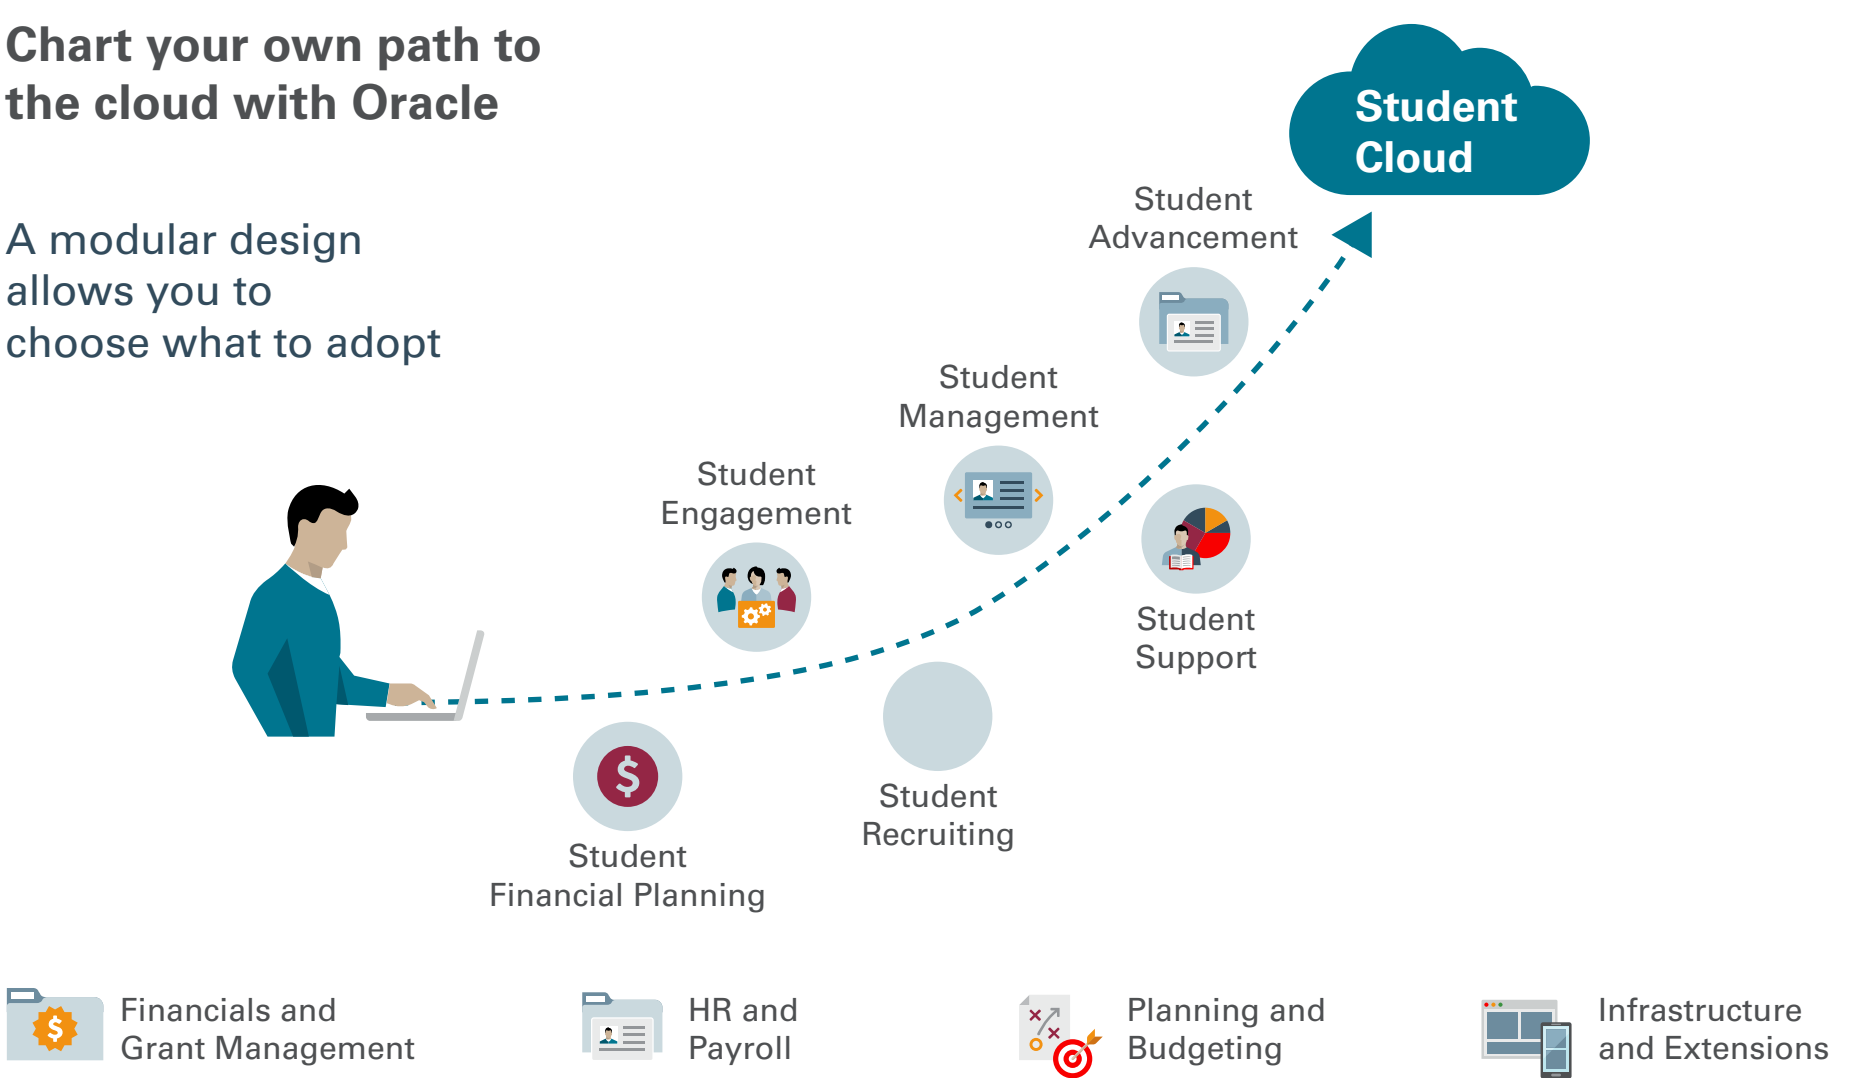 Chart your own path to
the cloud with Oracle
A modular design
allows you to
choose what to adopt
Student
Cloud
Student
Advancement
Student
Management
Student
Engagement
Student
Support
Student
Recruiting
Student
Financial Planning
$
$
Financials and
Grant Management
HR and
Payroll
Planning and
Budgeting
Infrastructure
and Extensions